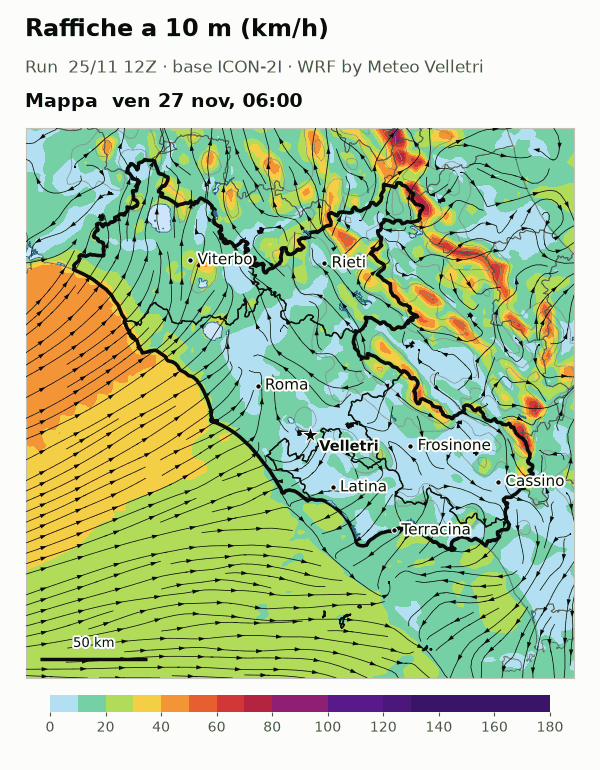 Raffiche a 10 m (km/h)
Run 25/11 12Z · base ICON-2I · WRF by Meteo Velletri
Mappa ven 27 nov, 06:00
Viterbo
Rieti
Roma
Velletri
Frosinone
Cassino
Latina
Terracina
50 km
0 20 40 60 80 100 120 140 160 180